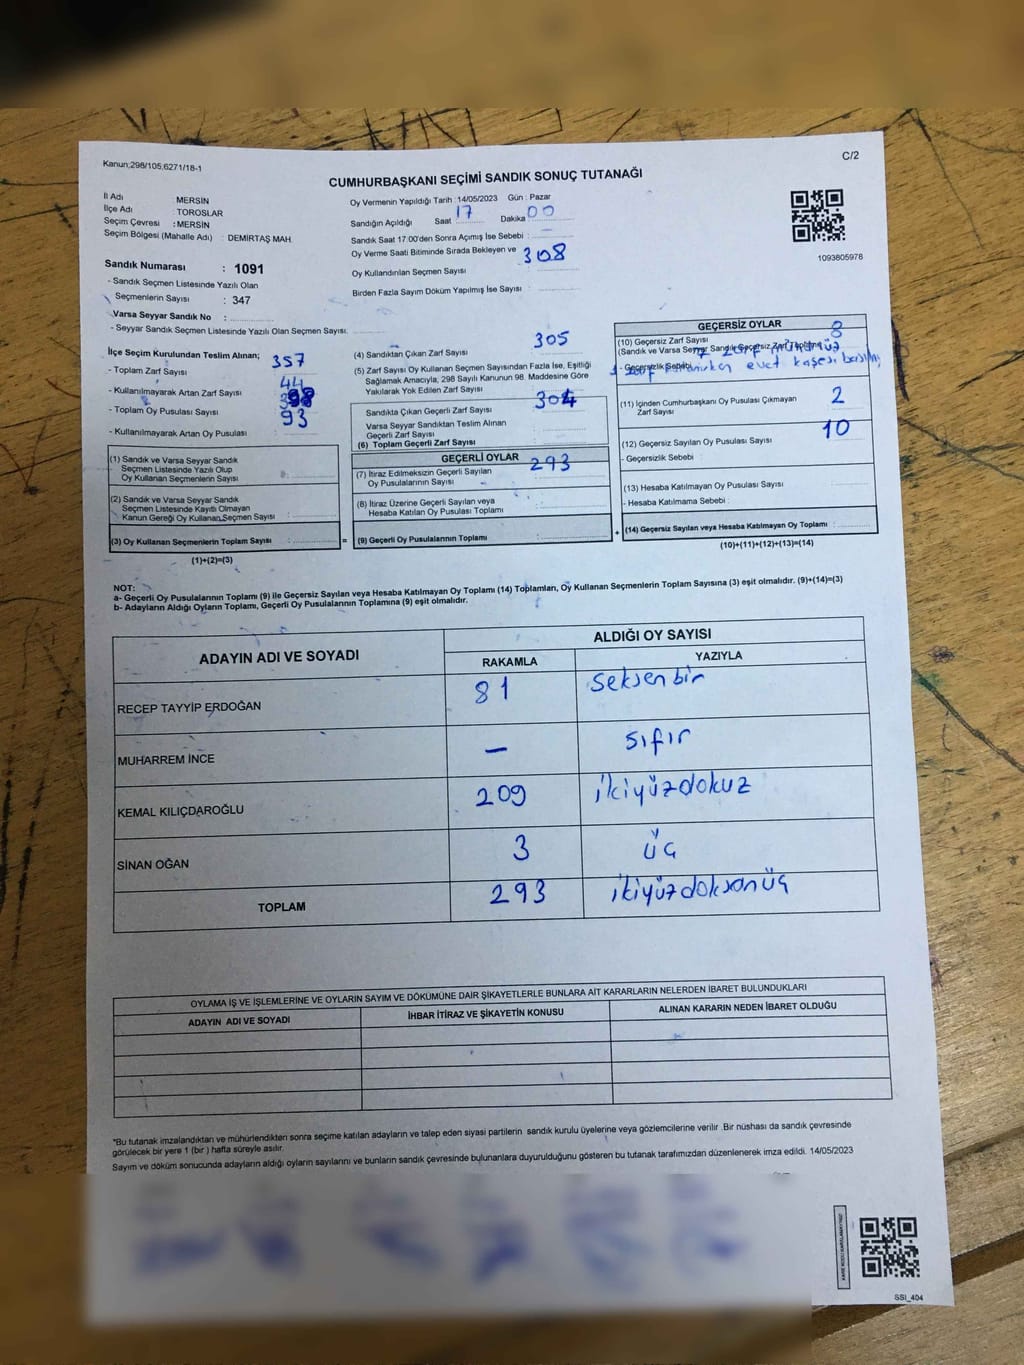 Kanun;298/105,6271/18-1
C/2
CUMHURBAŞKANI SEÇİMİ SANDIK SONUÇ TUTANAĞI
İl Adı : MERSİN
İlçe Adı : TOROSLAR
Seçim Çevresi : MERSİN
Seçim Bölgesi (Mahalle Adı) : DEMİRTAŞ MAH.
Oy Vermenin Yapıldığı Tarih : 14/05/2023 Gün : Pazar
Sandığın Açıldığı Saat 17 Dakika 00
Sandık Saat 17:00'den Sonra Açımış İse Sebebi : -
Oy Verme Saati Bitiminde Sırada Bekleyen ve
Oy Kullandırılan Seçmen Sayısı 308
Birden Fazla Sayım Döküm Yapılmış İse Sayısı :
1093805978
Sandık Numarası : 1091
- Sandık Seçmen Listesinde Yazılı Olan
Seçmenlerin Sayısı : 347
Varsa Seyyar Sandık No :
- Seyyar Sandık Seçmen Listesinde Yazılı Olan Seçmen Sayısı.
İlçe Seçim Kurulundan Teslim Alınan;
- Toplam Zarf Sayısı 357
- Kullanılmayarak Artan Zarf Sayısı 44
- Toplam Oy Pusulası Sayısı
- Kullanılmayarak Artan Oy Pusulası : 93
(1) Sandık ve Varsa Seyyar Sandık
Seçmen Listesinde Yazılı Olup
Oy Kullanan Seçmenlerin Sayısı
(2) Sandık ve Varsa Seyyar Sandık
Seçmen Listesinde Kayıtlı Olmayan
Kanun Gereği Oy Kullanan Seçmen Sayısı :
(3) Oy Kullanan Seçmenlerin Toplam Sayısı :
(1)+(2)=(3)
=
(4) Sandıktan Çıkan Zarf Sayısı 305
(5) Zarf Sayısı Oy Kullanan Seçmen Sayısından Fazla İse, Eşitliği
Sağlamak Amacıyla, 298 Sayılı Kanunun 98. Maddesine Göre
Yakılarak Yok Edilen Zarf Sayısı
Sandıkta Çıkan Geçerli Zarf Sayısı 304
Varsa Seyyar Sandıktan Teslim Alınan
Geçerli Zarf Sayısı
(6) Toplam Geçerli Zarf Sayısı
GEÇERLİ OYLAR
(7) İtiraz Edilmeksizin Geçerli Sayılan
Oy Pusulalarının Sayısı 293
(8) İtiraz Üzerine Geçerli Sayılan veya
Hesaba Katılan Oy Pusulası Toplamı
(9) Geçerli Oy Pusulalarının Toplamı
+
GEÇERSİZ OYLAR
(10) Geçersiz Zarf Sayısı
(Sandık ve Varsa Seyyar Sandık Geçersiz Zarf Toplamı)
- Geçersizlik Sebebi
zarf evet kaşesi
(11) İçinden Cumhurbaşkanı Oy Pusulası Çıkmayan
Zarf Sayısı 2
(12) Geçersiz Sayılan Oy Pusulası Sayısı 10
- Geçersizlik Sebebi :
(13) Hesaba Katılmayan Oy Pusulası Sayısı
- Hesaba Katılmama Sebebi :
(14) Geçersiz Sayılan veya Hesaba Katılmayan Oy Toplamı :
(10)+(11)+(12)+(13)=(14)
NOT:
a- Geçerli Oy Pusulalarının Toplamı (9) ile Geçersiz Sayılan veya Hesaba Katılmayan Oy Toplamı (14) Toplamları, Oy Kullanan Seçmenlerin Toplam Sayısına (3) eşit olmalıdır. (9)+(14)=(3)
b- Adayların Aldığı Oyların Toplamı, Geçerli Oy Pusulalarının Toplamına (9) eşit olmalıdır.
ADAYIN ADI VE SOYADI
ALDIĞI OY SAYISI
RAKAMLA YAZIYLA
RECEP TAYYİP ERDOĞAN 81 seksen bir
MUHARREM İNCE - sıfır
KEMAL KILIÇDAROĞLU 209 ikiyüzdokuz
SİNAN OĞAN 3 üç
TOPLAM 293 ikiyüzdoksanüç
OYLAMA İŞ VE İŞLEMLERİNE VE OYLARIN SAYIM VE DÖKÜMÜNE DAİR ŞİKAYETLERLE BUNLARA AİT KARARLARIN NELERDEN İBARET BULUNDUKLARI
ADAYIN ADI VE SOYADI İHBAR İTİRAZ VE ŞİKAYETİN KONUSU ALINAN KARARIN NEDEN İBARET OLDUĞU
*Bu tutanak imzalandıktan ve mühürlendikten sonra seçime katılan adayların ve talep eden siyasi partilerin sandık kurulu üyelerine veya gözlemcilerine verilir. Bir nüshası da sandık çevresinde
görülecek bir yere 1 (bir ) hafta süreyle asılır.
Sayım ve döküm sonucunda adayların aldığı oyların sayılarını ve bunların sandık çevresinde bulunanlara duyurulduğunu gösteren bu tutanak tarafımızdan düzenlenerek imza edildi. 14/05/2023
SSI_404